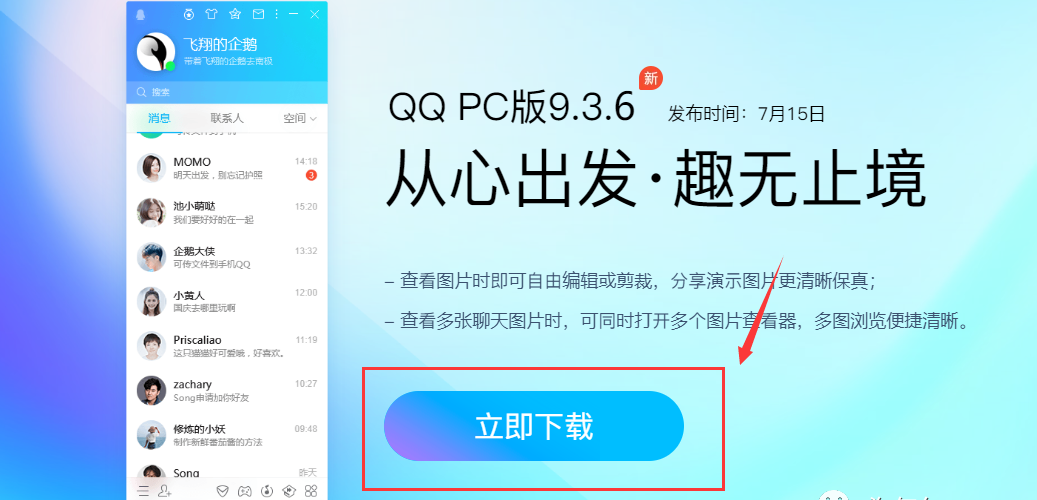 飞翔的企鹅
带着飞翔的企鹅去南极
搜索
消息 联系人 空间
MOMO 14:18
明天出发，别忘记护照 3
池小萌哒 15:20
我们要好好的在一起
企鹅大侠 13:32
可传文件到手机QQ
小黄人 12:00
国庆去哪里玩啊
Priscaliao 11:19
这只猫猫好可爱哦，好喜欢。
zachary 10:27
Song申请加你好友
修炼的小妖 09:48
制作新鲜番茄酱的方法
Song 昨天
QQ PC版9.3.6 新 发布时间：7月15日
从心出发·趣无止境
- 查看图片时即可自由编辑或剪裁，分享演示图片更清晰保真；
- 查看多张聊天图片时，可同时打开多个图片查看器，多图浏览便捷清晰。
立即下载